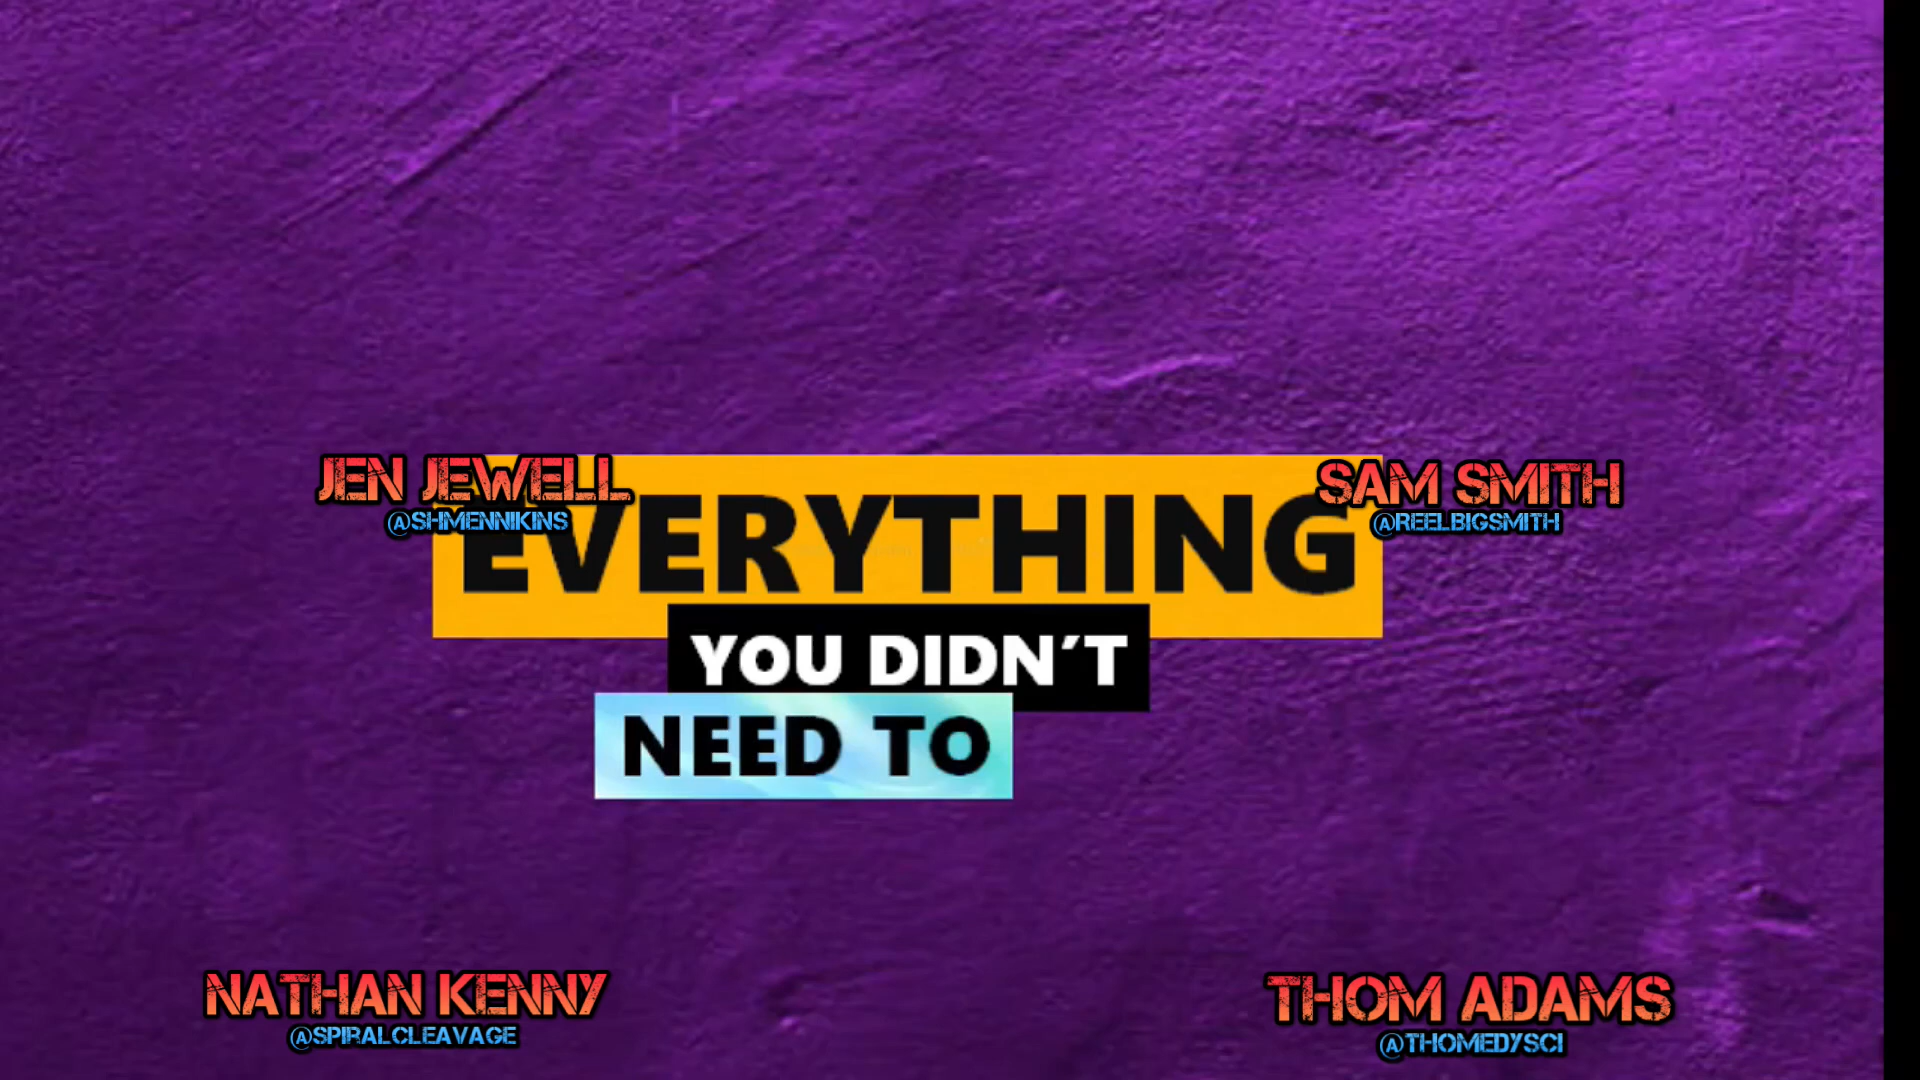 JEN JEWELL
@SHMENNIKINS
SAM SMITH
@REELBIGSMITH
EVERYTHING
YOU DIDN'T
NEED TO
NATHAN KENNY
@SPIRALCLEAVAGE
THOM ADAMS
@THOMEDYSCI